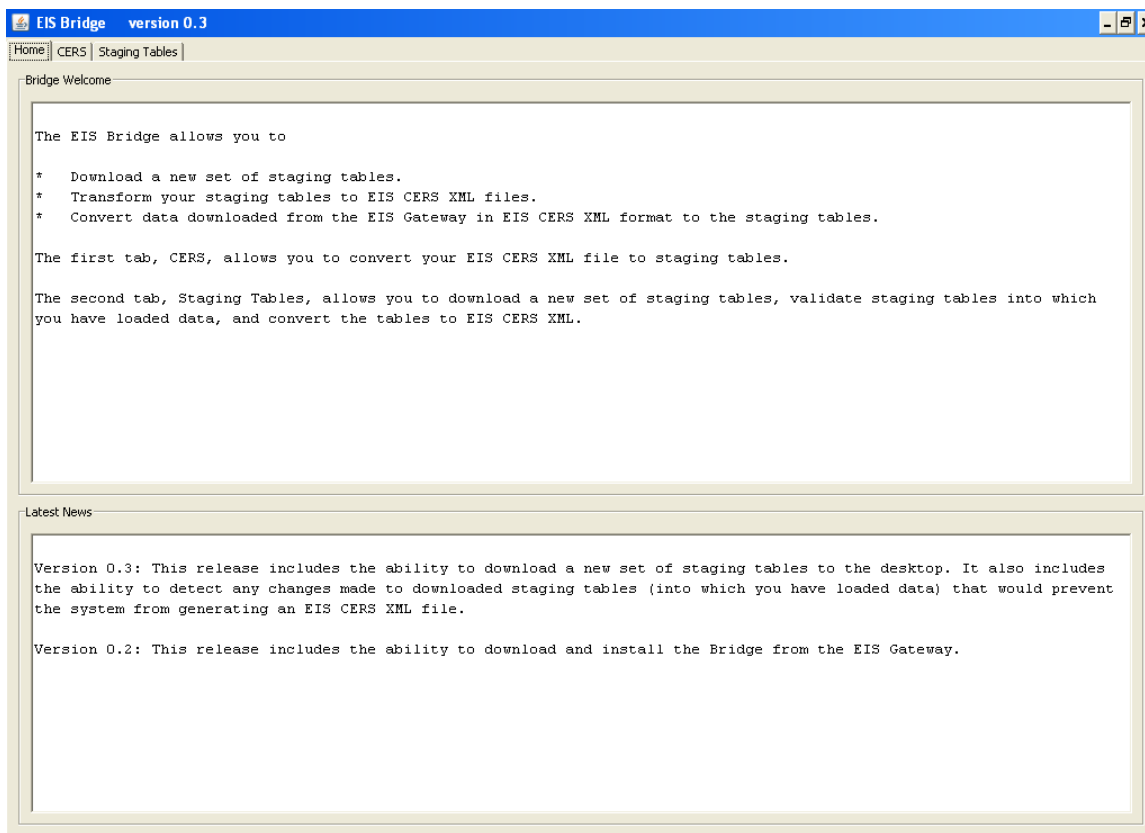 EIS Bridge version 0.3
Home CERS Staging Tables
Bridge Welcome
The EIS Bridge allows you to
* Download a new set of staging tables.
* Transform your staging tables to EIS CERS XML files.
* Convert data downloaded from the EIS Gateway in EIS CERS XML format to the staging tables.
The first tab, CERS, allows you to convert your EIS CERS XML file to staging tables.
The second tab, Staging Tables, allows you to download a new set of staging tables, validate staging tables into which
you have loaded data, and convert the tables to EIS CERS XML.
Latest News
Version 0.3: This release includes the ability to download a new set of staging tables to the desktop. It also includes
the ability to detect any changes made to downloaded staging tables (into which you have loaded data) that would prevent
the system from generating an EIS CERS XML file.
Version 0.2: This release includes the ability to download and install the Bridge from the EIS Gateway.